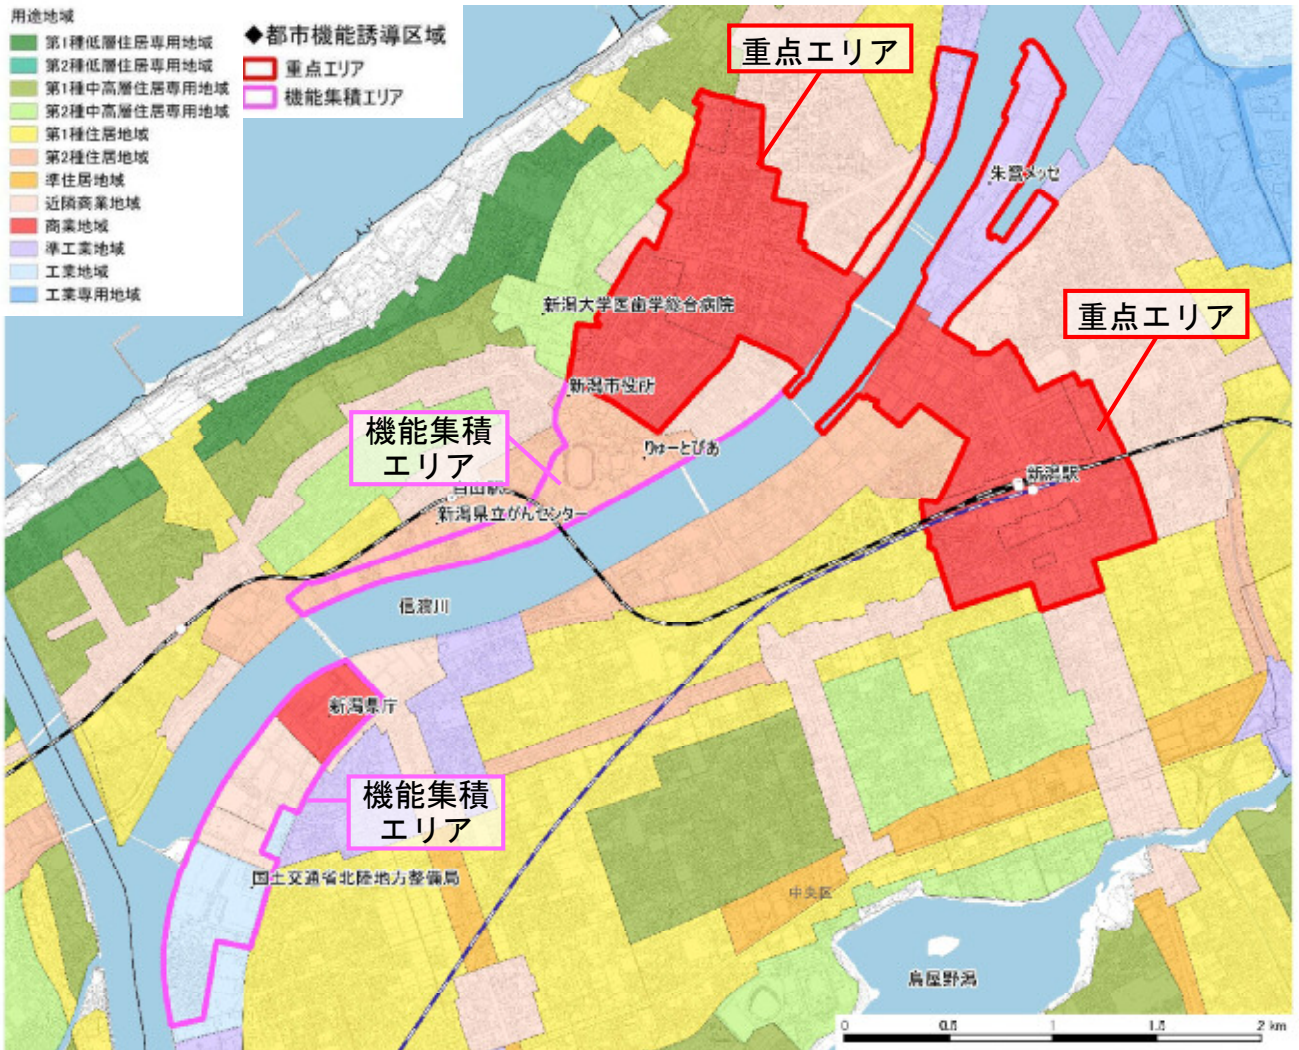 用途地域
第1種低層住居専用地域
第2種低層住居専用地域
第1種中高層住居専用地域
第2種中高層住居専用地域
第1種住居地域
第2種住居地域
準住居地域
近隣商業地域
商業地域
準工業地域
工業地域
工業専用地域
◆都市機能誘導区域
重点エリア
機能集積エリア
重点エリア
朱鷺メッセ
新潟大学医歯学総合病院
重点エリア
新潟市役所
機能集積
エリア
りゅーとぴあ
新潟駅
白山駅
新潟県立がんセンター
信濃川
新潟県庁
機能集積
エリア
国土交通省北陸地方整備局
中央区
鳥屋野潟
0 0.5 1 1.5 2 km